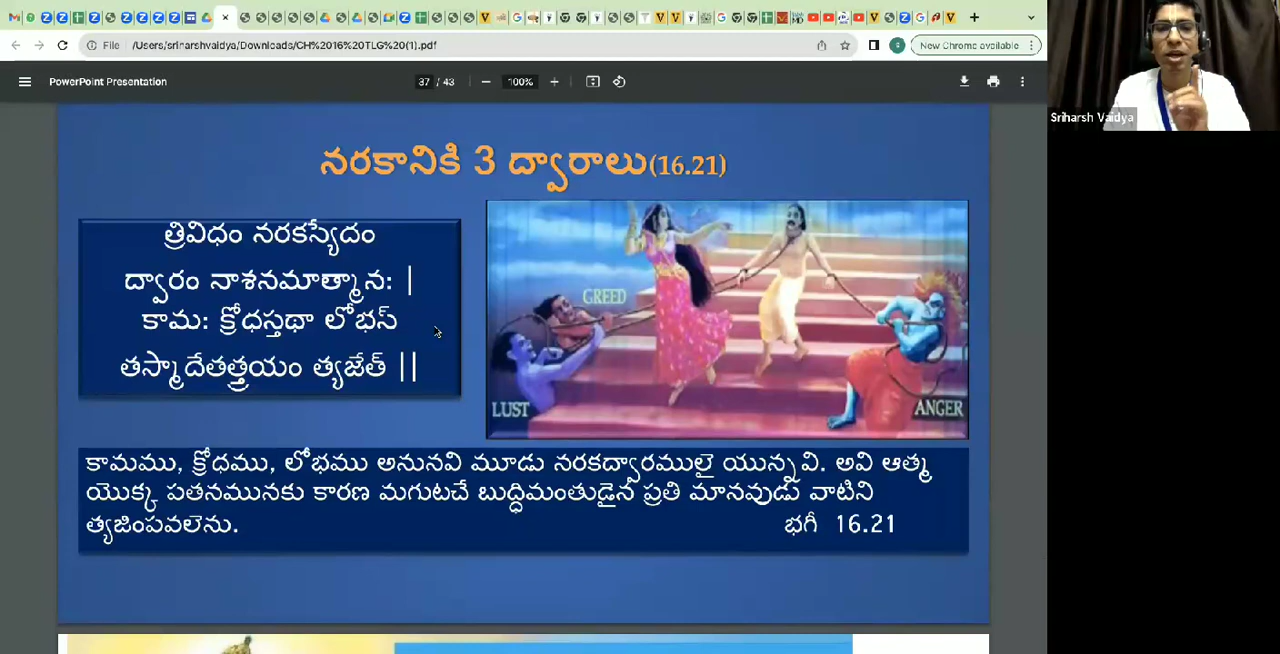 File
/Users/sriharshvaidya/Downloads/CH%2016%20TLG%20(1).pdf
New Chrome available
PowerPoint Presentation
37 / 43
100%
Sriharsh Vaidya
నరకానికి 3 ద్వారాలు(16.21)
త్రివిధం నరకస్యేదం
ద్వారం నాశనమాత్మాన: |
కామ: క్రోధస్తథా లోభస్
తస్మాదేతత్త్రయం త్యజేత్ ||
GREED
LUST
ANGER
కామము, క్రోధము, లోభము అనునవి మూడు నరకద్వారములై యున్నవి. అవి ఆత్మ
యొక్క పతనమునకు కారణ మగుటచే బుద్ధిమంతుడైన ప్రతి మానవుడు వాటిని
త్యజింపవలెను.
భగీ 16.21